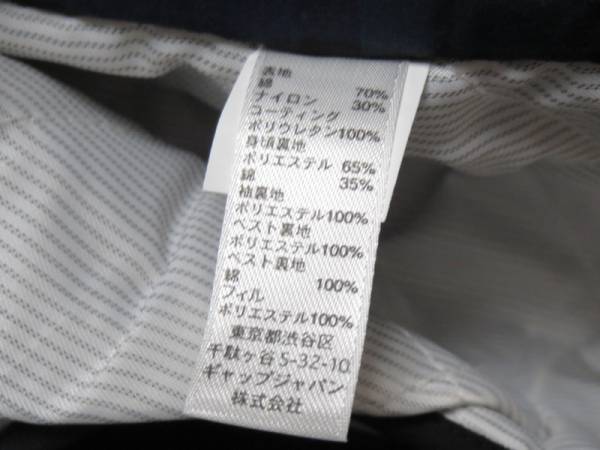 表地
綿 70%
ナイロン 30%
コーティング
ポリウレタン100%
身頃裏地
ポリエステル 65%
綿 35%
袖裏地
ポリエステル100%
ベスト裏地
ポリエステル100%
ベスト裏地
綿 100%
フィル
ポリエステル100%
東京都渋谷区
千駄ヶ谷5-32-10
ギャップジャパン
株式会社